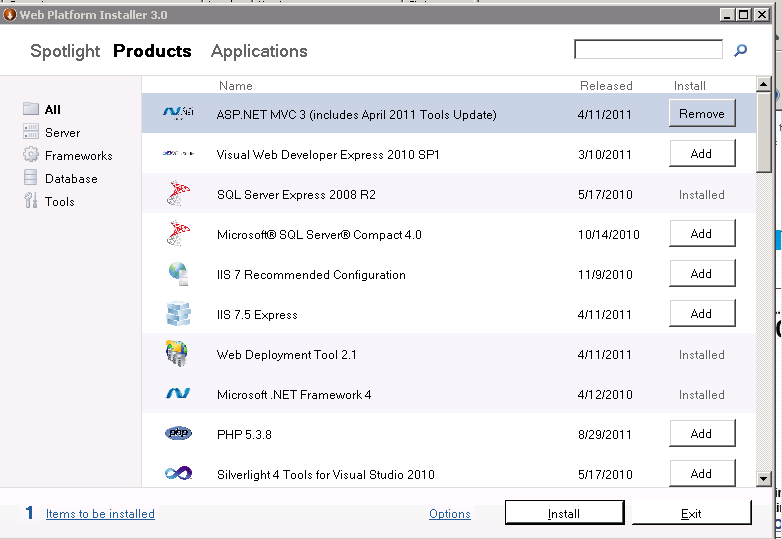 Web Platform Installer 3.0
Spotlight Products Applications
Name Released Install
All
Server
Frameworks
Database
Tools
ASP.NET MVC 3 (includes April 2011 Tools Update) 4/11/2011 Remove
Visual Web Developer Express 2010 SP1 3/10/2011 Add
SQL Server Express 2008 R2 5/17/2010 Installed
Microsoft® SQL Server® Compact 4.0 10/14/2010 Add
IIS 7 Recommended Configuration 11/9/2010 Add
IIS 7.5 Express 4/11/2011 Add
Web Deployment Tool 2.1 4/11/2011 Installed
Microsoft .NET Framework 4 4/12/2010 Installed
php PHP 5.3.8 8/29/2011 Add
Silverlight 4 Tools for Visual Studio 2010 5/17/2010 Add
1 Items to be installed Options Install Exit